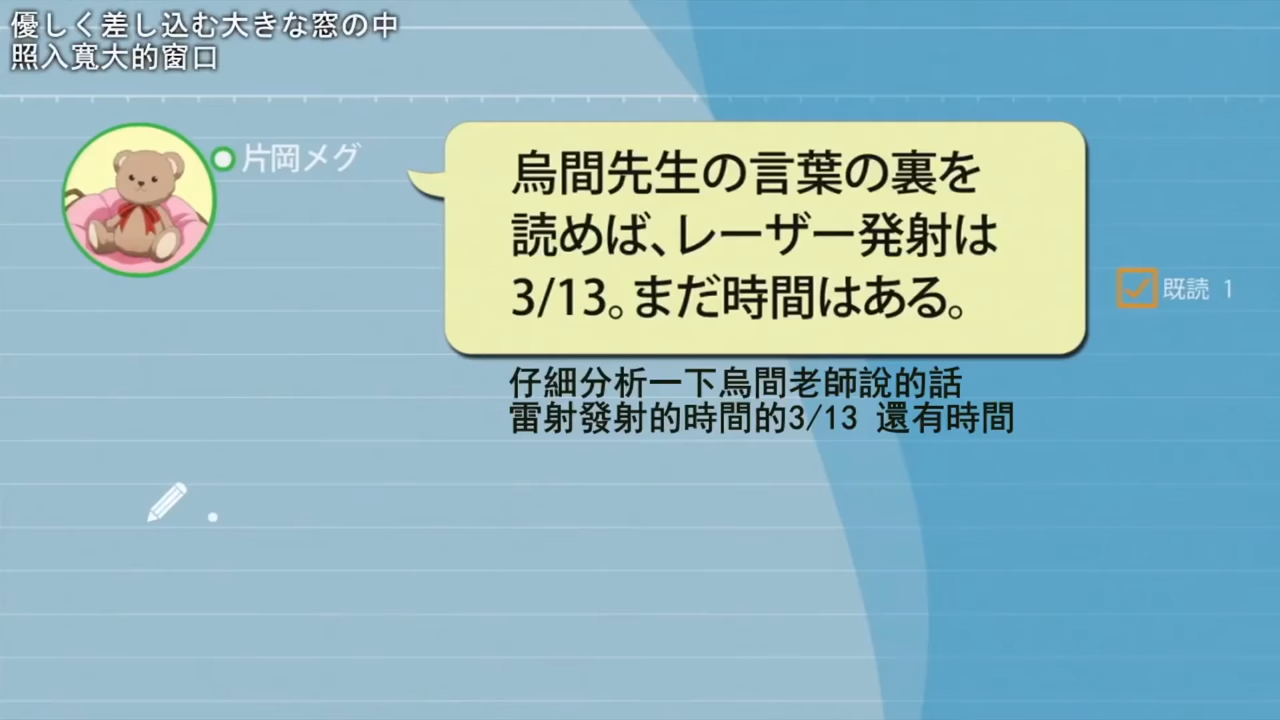 優しく差し込む大きな窓の中
照入寬大的窗口
片岡メグ
烏間先生の言葉の裏を
読めば、レーザー発射は
3/13。まだ時間はある。
既読 1
仔細分析一下烏間老師說的話
雷射發射的時間的3/13 還有時間